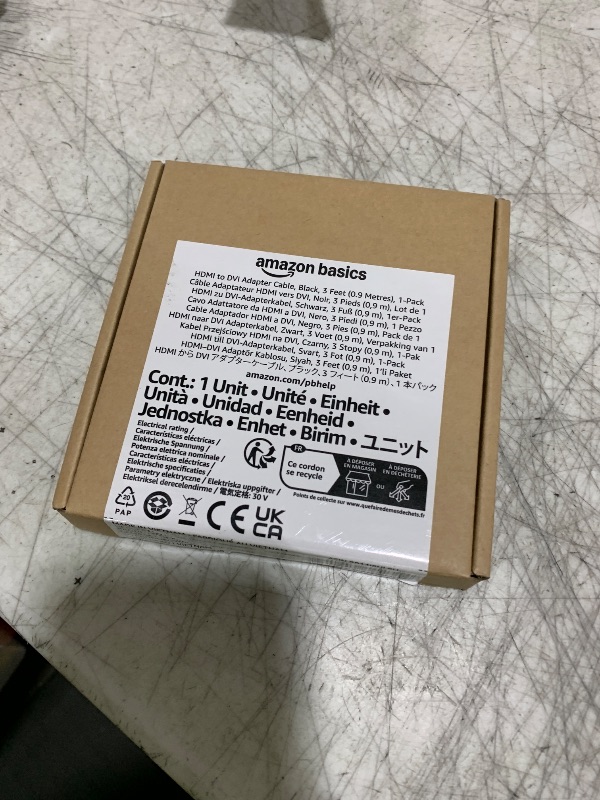 amazon basics
HDMI to DVI Adapter Cable, Black, 3 Feet (0.9 Metres), 1-Pack
Câble Adaptateur HDMI vers DVI, Noir, 3 Pieds (0,9 m), Lot de 1
HDMI zu DVI-Adapterkabel, Schwarz, 3 Fuß (0,9 m), 1er-Pack
Cavo Adattatore da HDMI a DVI, Nero, 3 Piedi (0,9 m), 1 Pezzo
Cable Adaptador HDMI a DVI, Negro, 3 Pies (0,9 m), Pack de 1
HDMI naar DVI Adapterkabel, Zwart, 3 Voet (0,9 m), Verpakking van 1
Kabel Przejściowy HDMI na DVI, Czarny, 3 Stopy (0,9 m), 1-Pak
HDMI till DVI-Adapterkabel, Svart, 3 Fot (0,9 m), 1-Pack
HDMI-DVI Adaptör Kablosu, Siyah, 3 Feet (0,9 m), 1'li Paket
HDMI から DVI アダプターケーブル, ブラック, 3 フィート (0.9 m)、1 本パック
amazon.com/pbhelp
Cont.: 1 Unit • Unité • Einheit •
Unità • Unidad • Eenheid •
Jednostka • Enhet • Birim • ユニット
Electrical rating /
Caractéristiques électriques /
Elektrische Spannung /
Potenza elettrica nominale /
Características eléctricas /
Elektrische specificaties /
Parametry elektryczne / Elektriska uppgifter /
Elektriksel derecelendirme / 電気定格: 30 V
FR
Ce cordon
se recycle
À DÉPOSER
EN MAGASIN
OU
À DÉPOSER
EN DÉCHÈTERIE
Points de collecte sur www.quefairedemesdechets.fr
20
PAP
CE
UK
CA